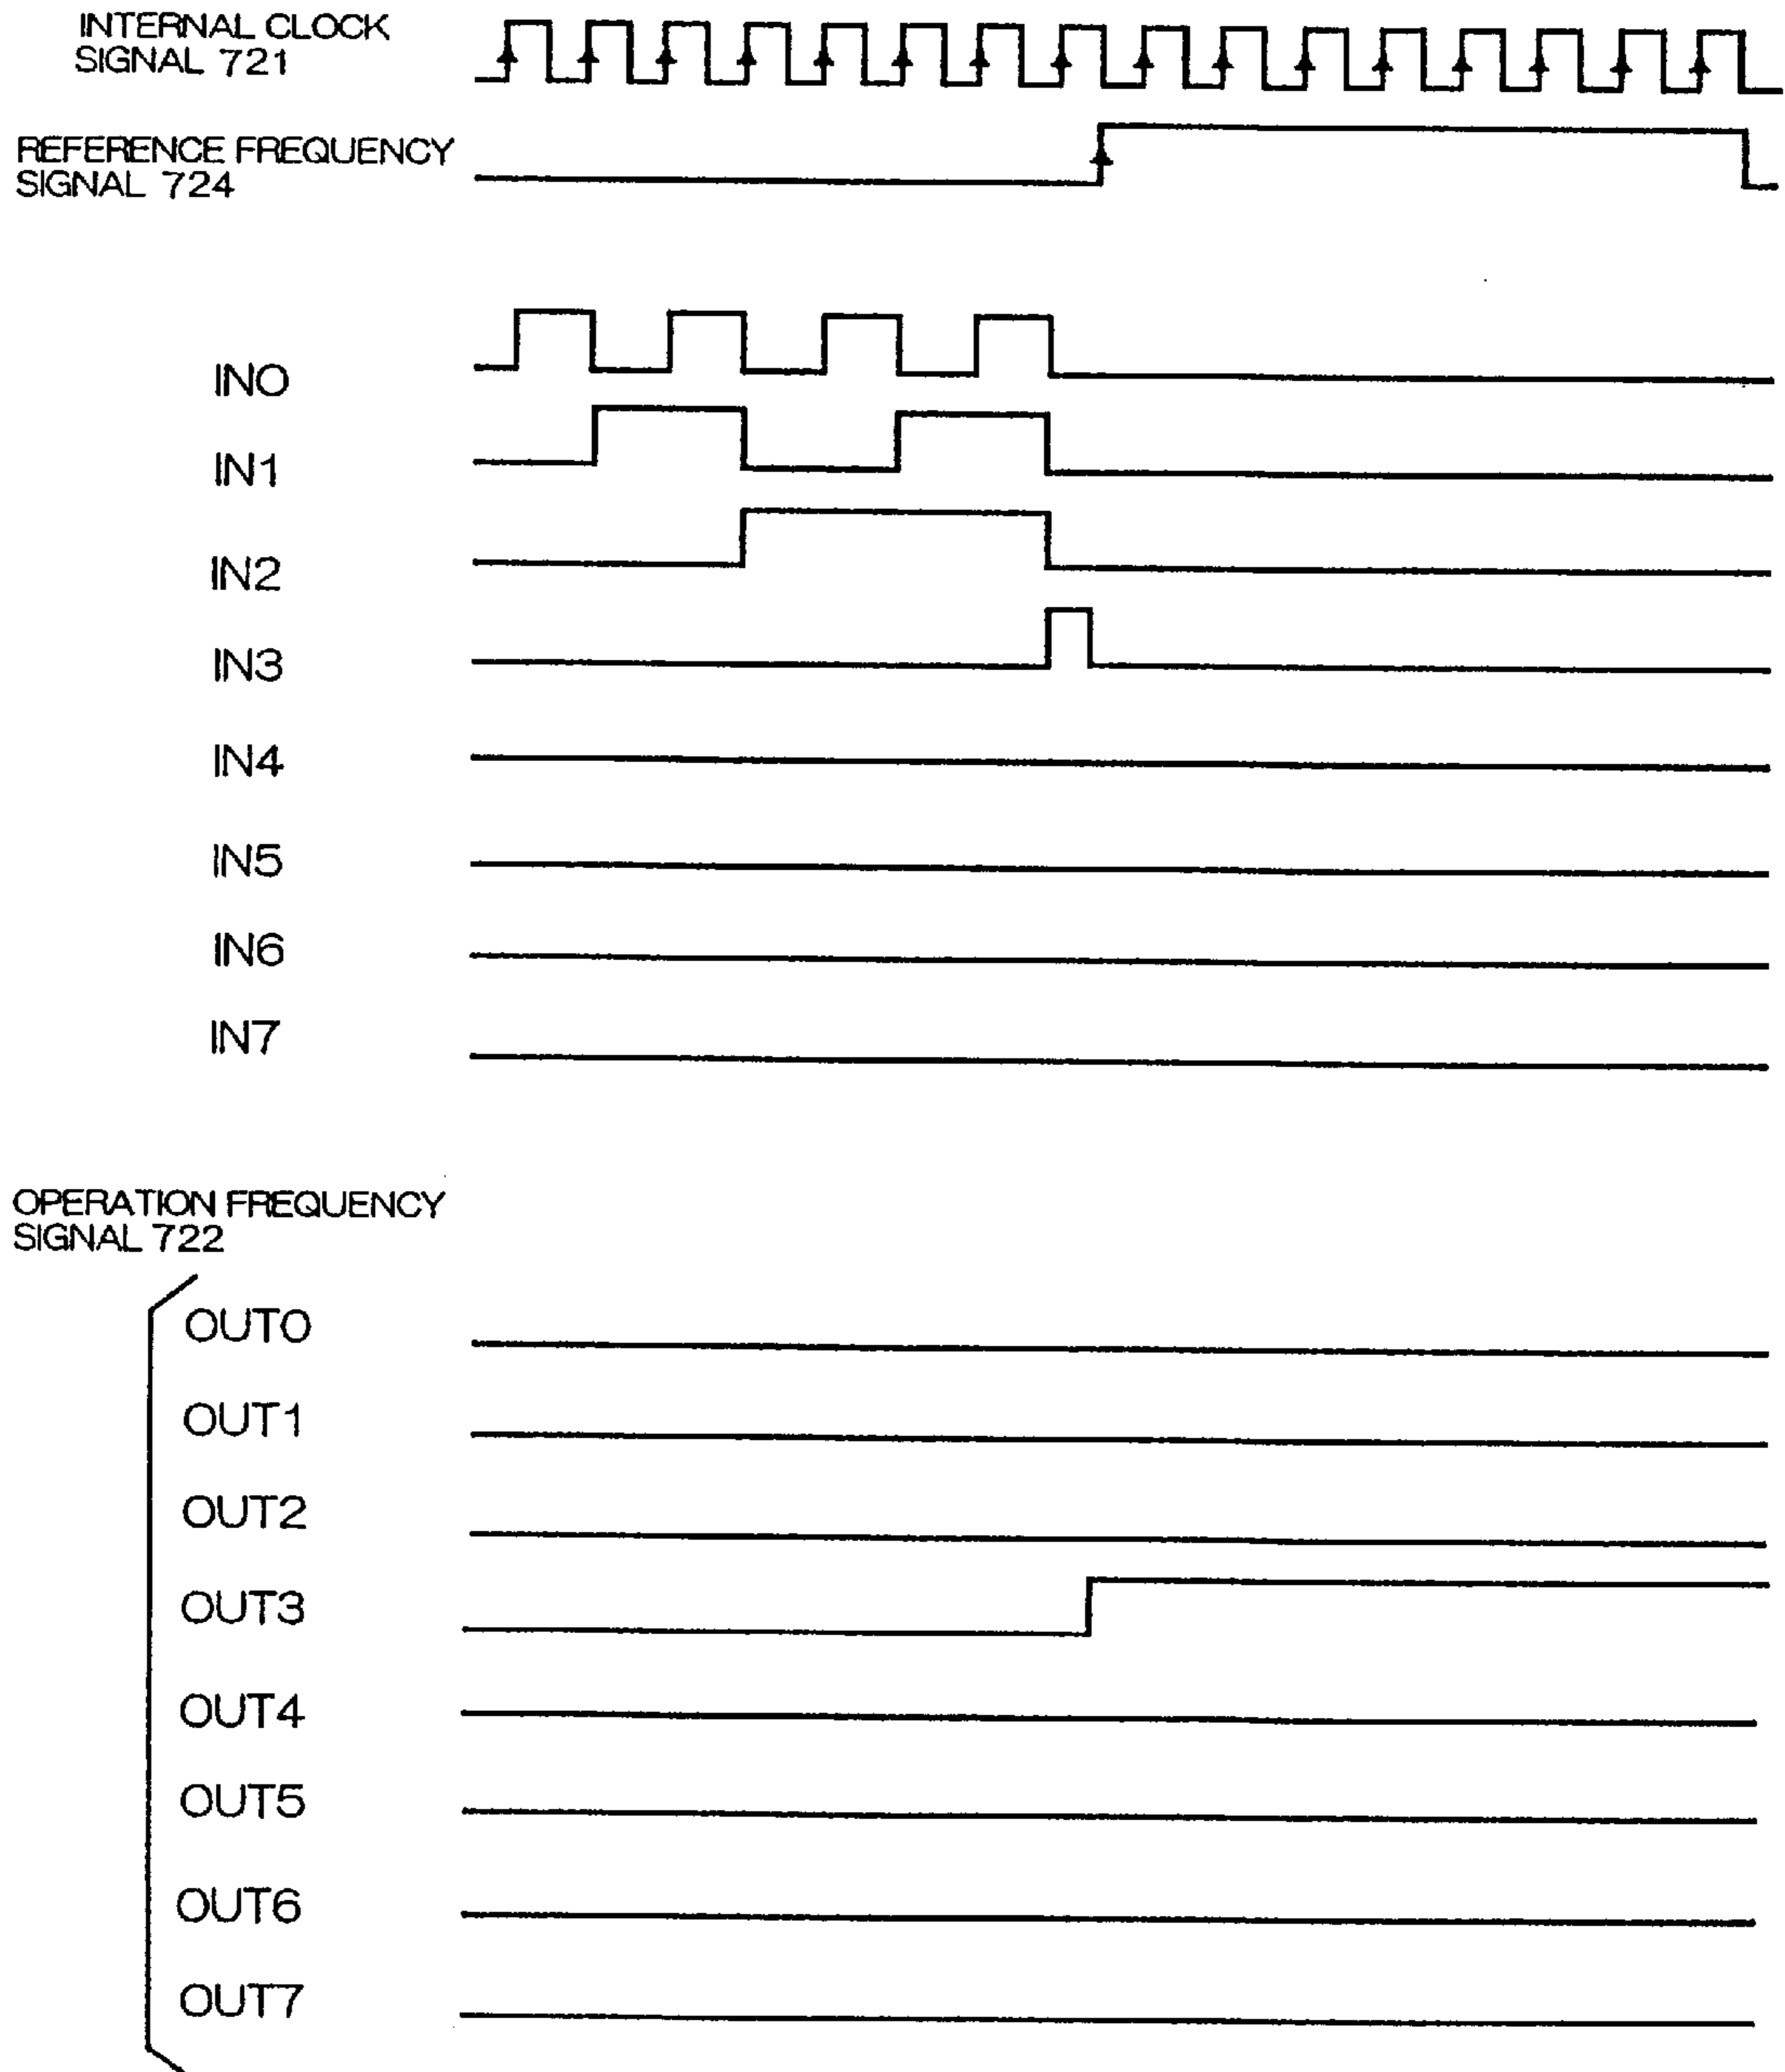 INTERNAL CLOCK
SIGNAL 721
REFERENCE FREQUENCY
SIGNAL 724
IN0
IN1
IN2
IN3
IN4
IN5
IN6
IN7
OPERATION FREQUENCY
SIGNAL 722
OUT0
OUT1
OUT2
OUT3
OUT4
OUT5
OUT6
OUT7